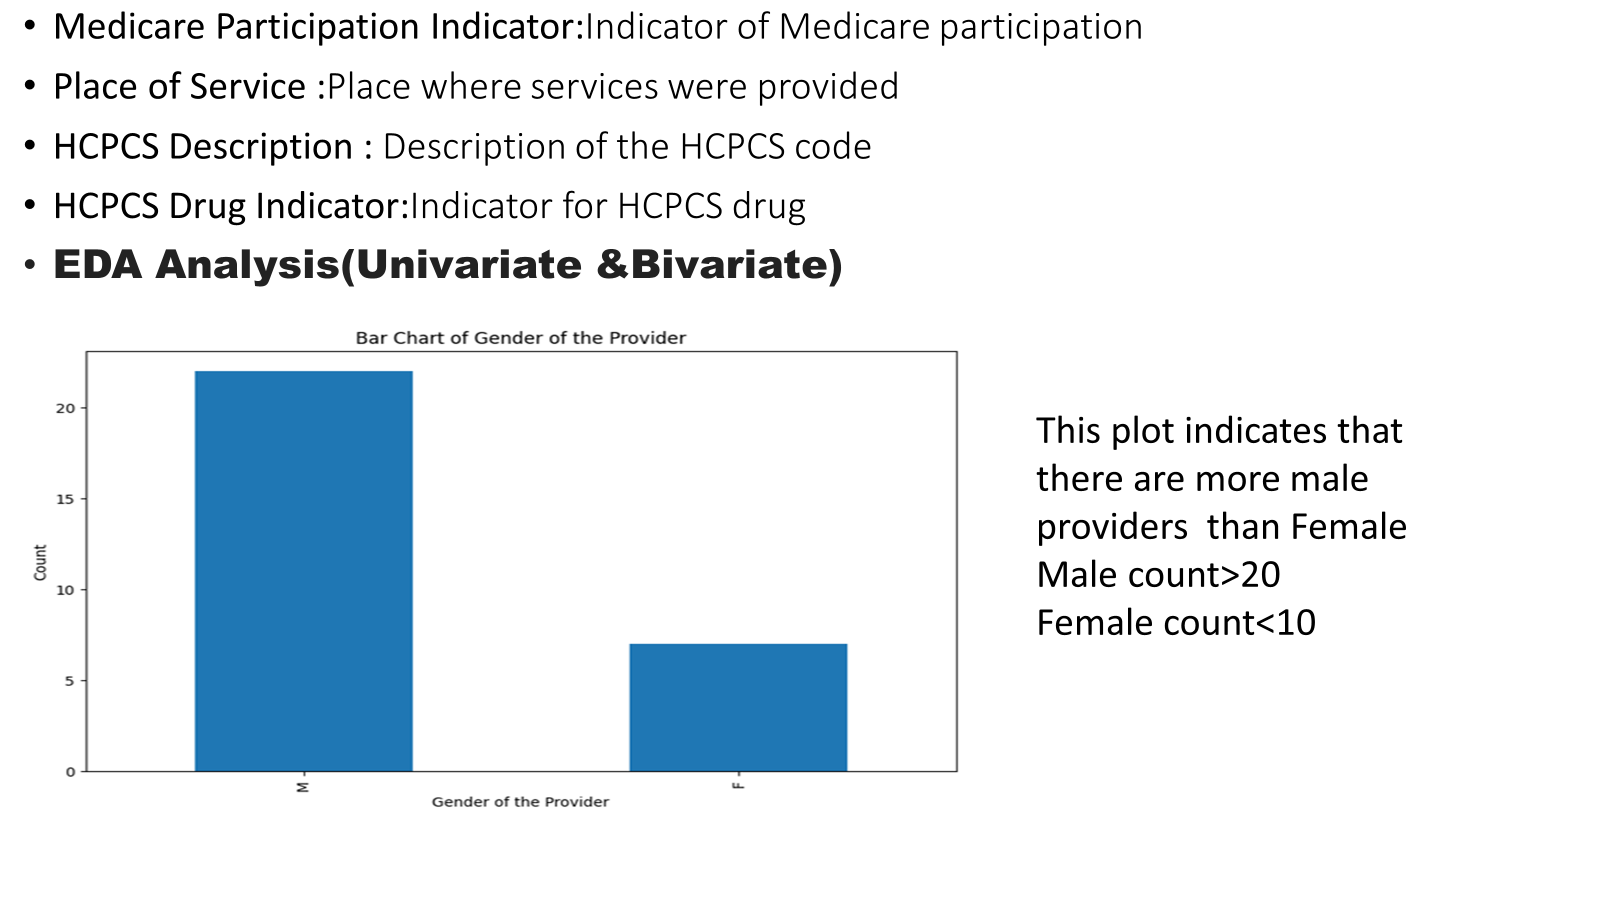 • Medicare Participation Indicator:Indicator of Medicare participation
• Place of Service :Place where services were provided
• HCPCS Description : Description of the HCPCS code
• HCPCS Drug Indicator:Indicator for HCPCS drug
• EDA Analysis(Univariate &Bivariate)
Bar Chart of Gender of the Provider
20
15
10
5
0
Count
M
F
Gender of the Provider
This plot indicates that
there are more male
providers  than Female
Male count>20
Female count<10